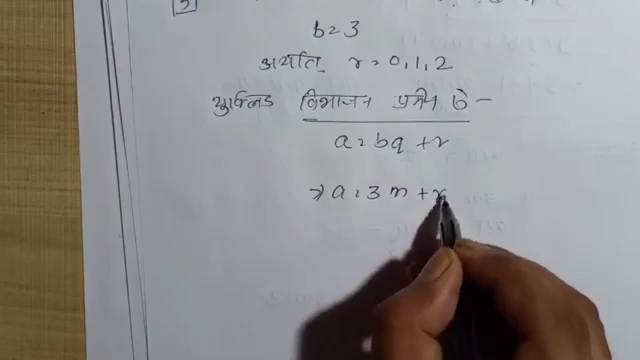 b = 3
अर्थात् r = 0, 1, 2
युक्लिड विभाजन प्रमेय से -
a = bq + r
⇒ a = 3m + r